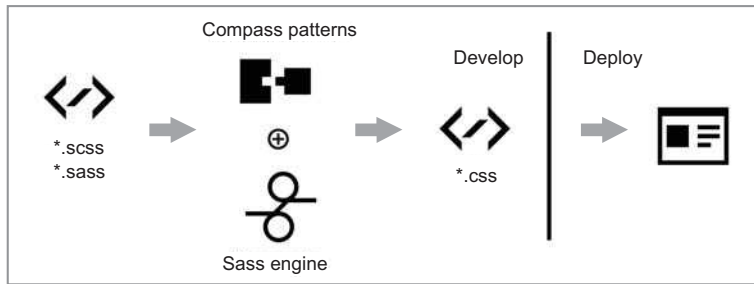 Compass patterns
Develop
Deploy
*.scss
*.sass
*.css
Sass engine